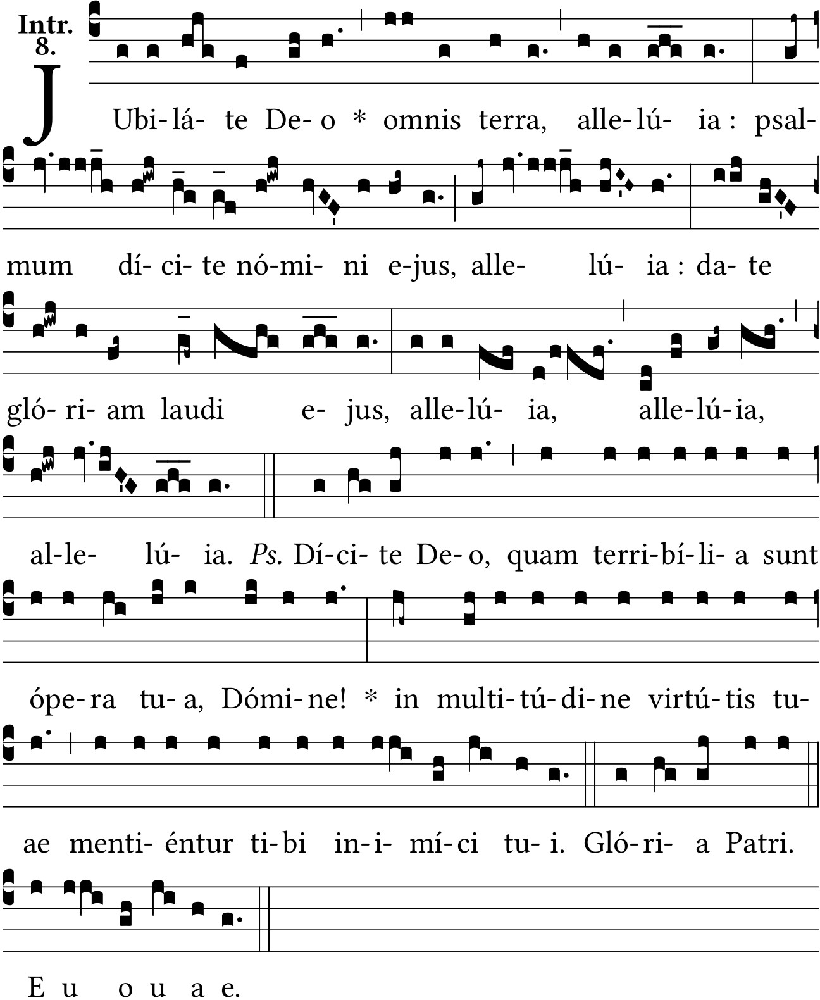 Intr.
8.
JUbi-lá- te De- o * omnis terra, alle-lú- ia : psal-
mum dí- ci- te nó-mi- ni e-jus, alle- lú- ia : da- te
gló- ri- am laudi e- jus, alle-lú- ia, alle-lú-ia,
al-le- lú- ia. Ps. Dí-ci- te De- o, quam terri-bí-li- a sunt
ópe-ra tu- a, Dómi-ne! * in multi-tú-di-ne virtú-tis tu-
ae menti- éntur ti-bi in-i- mí-ci tu- i. Gló-ri- a Patri.
E u o u a e.